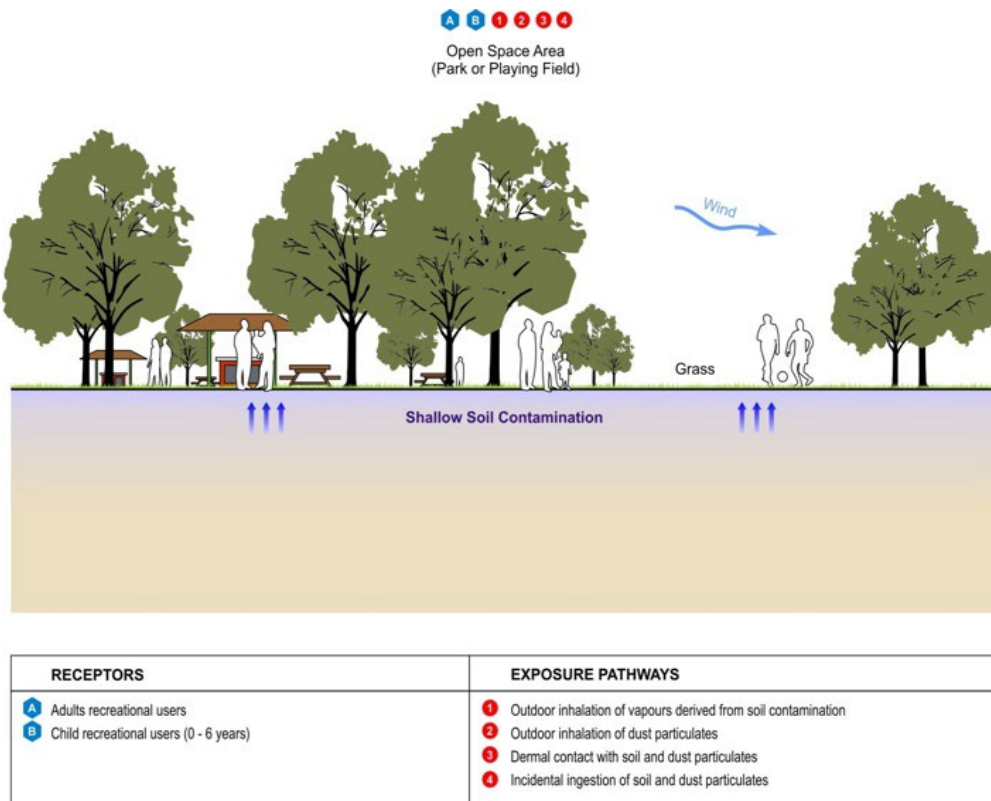 A B 1 2 3 4
Open Space Area
(Park or Playing Field)
Wind
Grass
Shallow Soil Contamination
RECEPTORS
A Adults recreational users
B Child recreational users (0 - 6 years)
EXPOSURE PATHWAYS
1 Outdoor inhalation of vapours derived from soil contamination
2 Outdoor inhalation of dust particulates
3 Dermal contact with soil and dust particulates
4 Incidental ingestion of soil and dust particulates